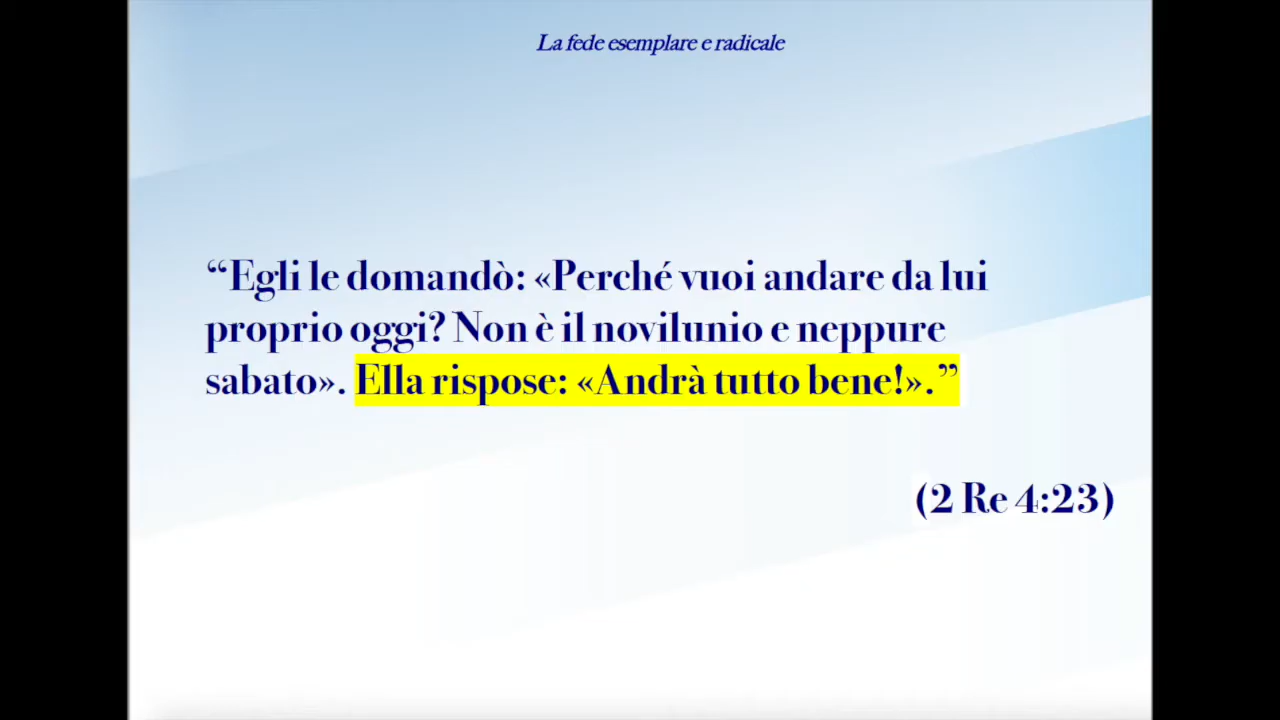 La fede esemplare e radicale
“Egli le domandò: «Perché vuoi andare da lui
proprio oggi? Non è il novilunio e neppure
sabato». Ella rispose: «Andrà tutto bene!».”
(2 Re 4:23)